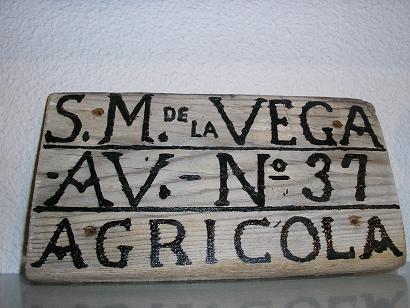 S.M. DE LA VEGA
·AV.-Nº 37
AGRICOLA